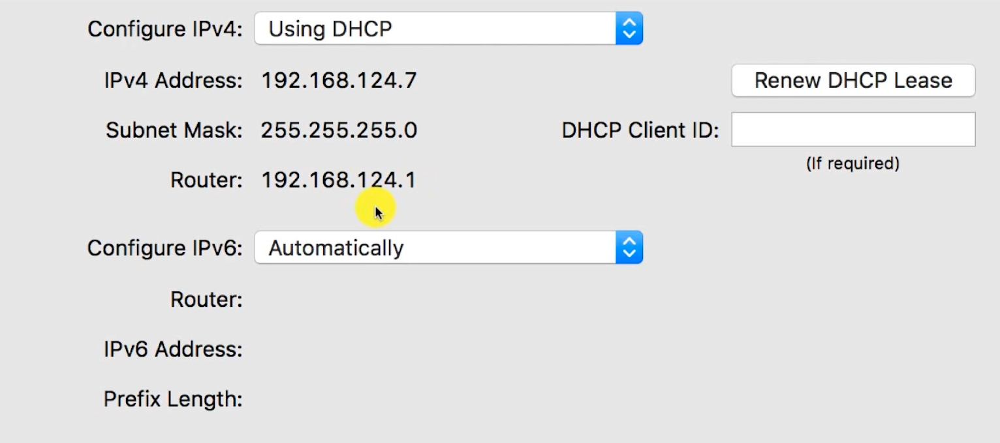 Configure IPv4: Using DHCP
IPv4 Address: 192.168.124.7 Renew DHCP Lease
Subnet Mask: 255.255.255.0 DHCP Client ID:
(If required)
Router: 192.168.124.1
Configure IPv6: Automatically
Router:
IPv6 Address:
Prefix Length: